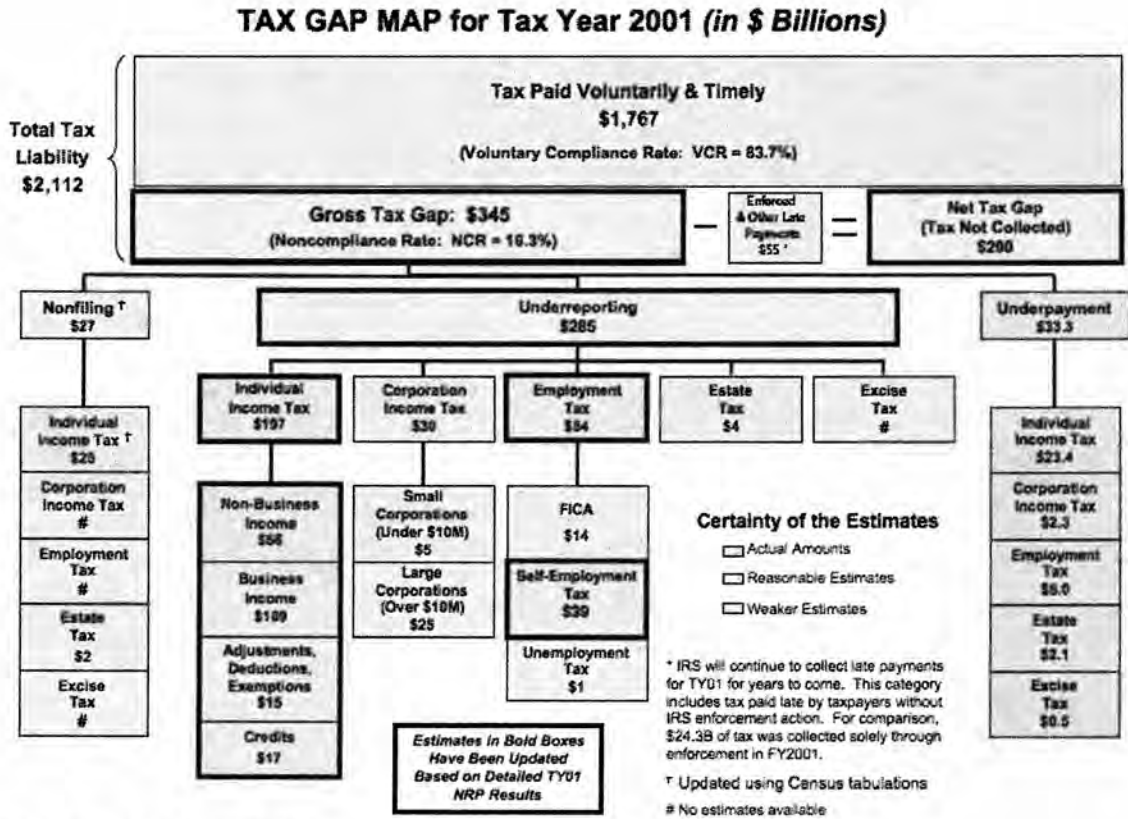 TAX GAP MAP for Tax Year 2001 (in $ Billions)
Total Tax
Liability
$2,112
Tax Paid Voluntarily & Timely
$1,767
(Voluntary Compliance Rate: VCR = 83.7%)
Gross Tax Gap: $345
(Noncompliance Rate: NCR = 16.3%)
—
Enforced
& Other Late
Payments
$55 *
=
Net Tax Gap
(Tax Not Collected)
$290
Nonfiling †
$27
Underreporting
$285
Underpayment
$33.3
Individual
Income Tax †
$25
Corporation
Income Tax
#
Employment
Tax
#
Estate
Tax
$2
Excise
Tax
#
Individual
Income Tax
$197
Non-Business
Income
$56
Business
Income
$109
Adjustments,
Deductions,
Exemptions
$15
Credits
$17
Corporation
Income Tax
$30
Small
Corporations
(Under $10M)
$5
Large
Corporations
(Over $10M)
$25
Employment
Tax
$54
FICA
$14
Self-Employment
Tax
$39
Unemployment
Tax
$1
Estate
Tax
$4
Excise
Tax
#
Individual
Income Tax
$23.4
Corporation
Income Tax
$2.3
Employment
Tax
$5.0
Estate
Tax
$2.1
Excise
Tax
$0.5
Certainty of the Estimates
Actual Amounts
Reasonable Estimates
Weaker Estimates
Estimates in Bold Boxes
Have Been Updated
Based on Detailed TY01
NRP Results
* IRS will continue to collect late payments
for TY01 for years to come. This category
includes tax paid late by taxpayers without
IRS enforcement action. For comparison,
$24.3B of tax was collected solely through
enforcement in FY2001.
† Updated using Census tabulations
# No estimates available